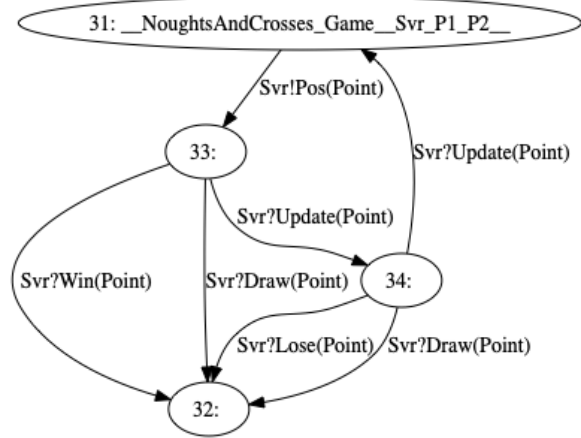 31: __NoughtsAndCrosses_Game__Svr_P1_P2__
Svr!Pos(Point)
33:
Svr?Update(Point)
Svr?Update(Point)
Svr?Win(Point)
Svr?Draw(Point)
34:
Svr?Lose(Point)
Svr?Draw(Point)
32: